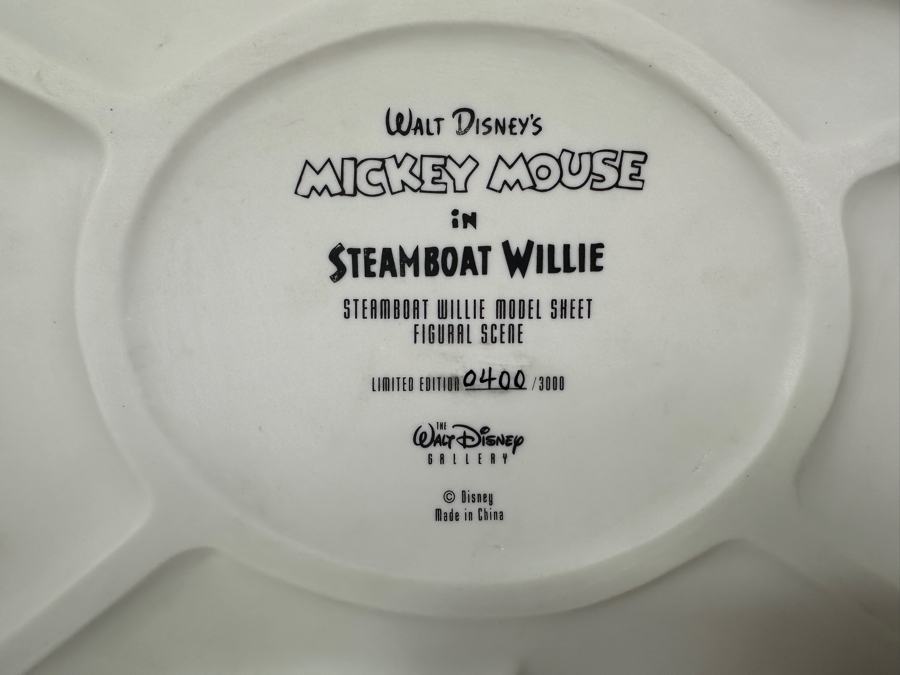 WALT DISNEY'S
MICKEY MOUSE
iN
STEAMBOAT WILLIE
STEAMBOAT WILLIE MODEL SHEET
FIGURAL SCENE
LIMITED EDITION 0400 /3000
THE
WALT DISNEY
GALLERY
© Disney
Made in China